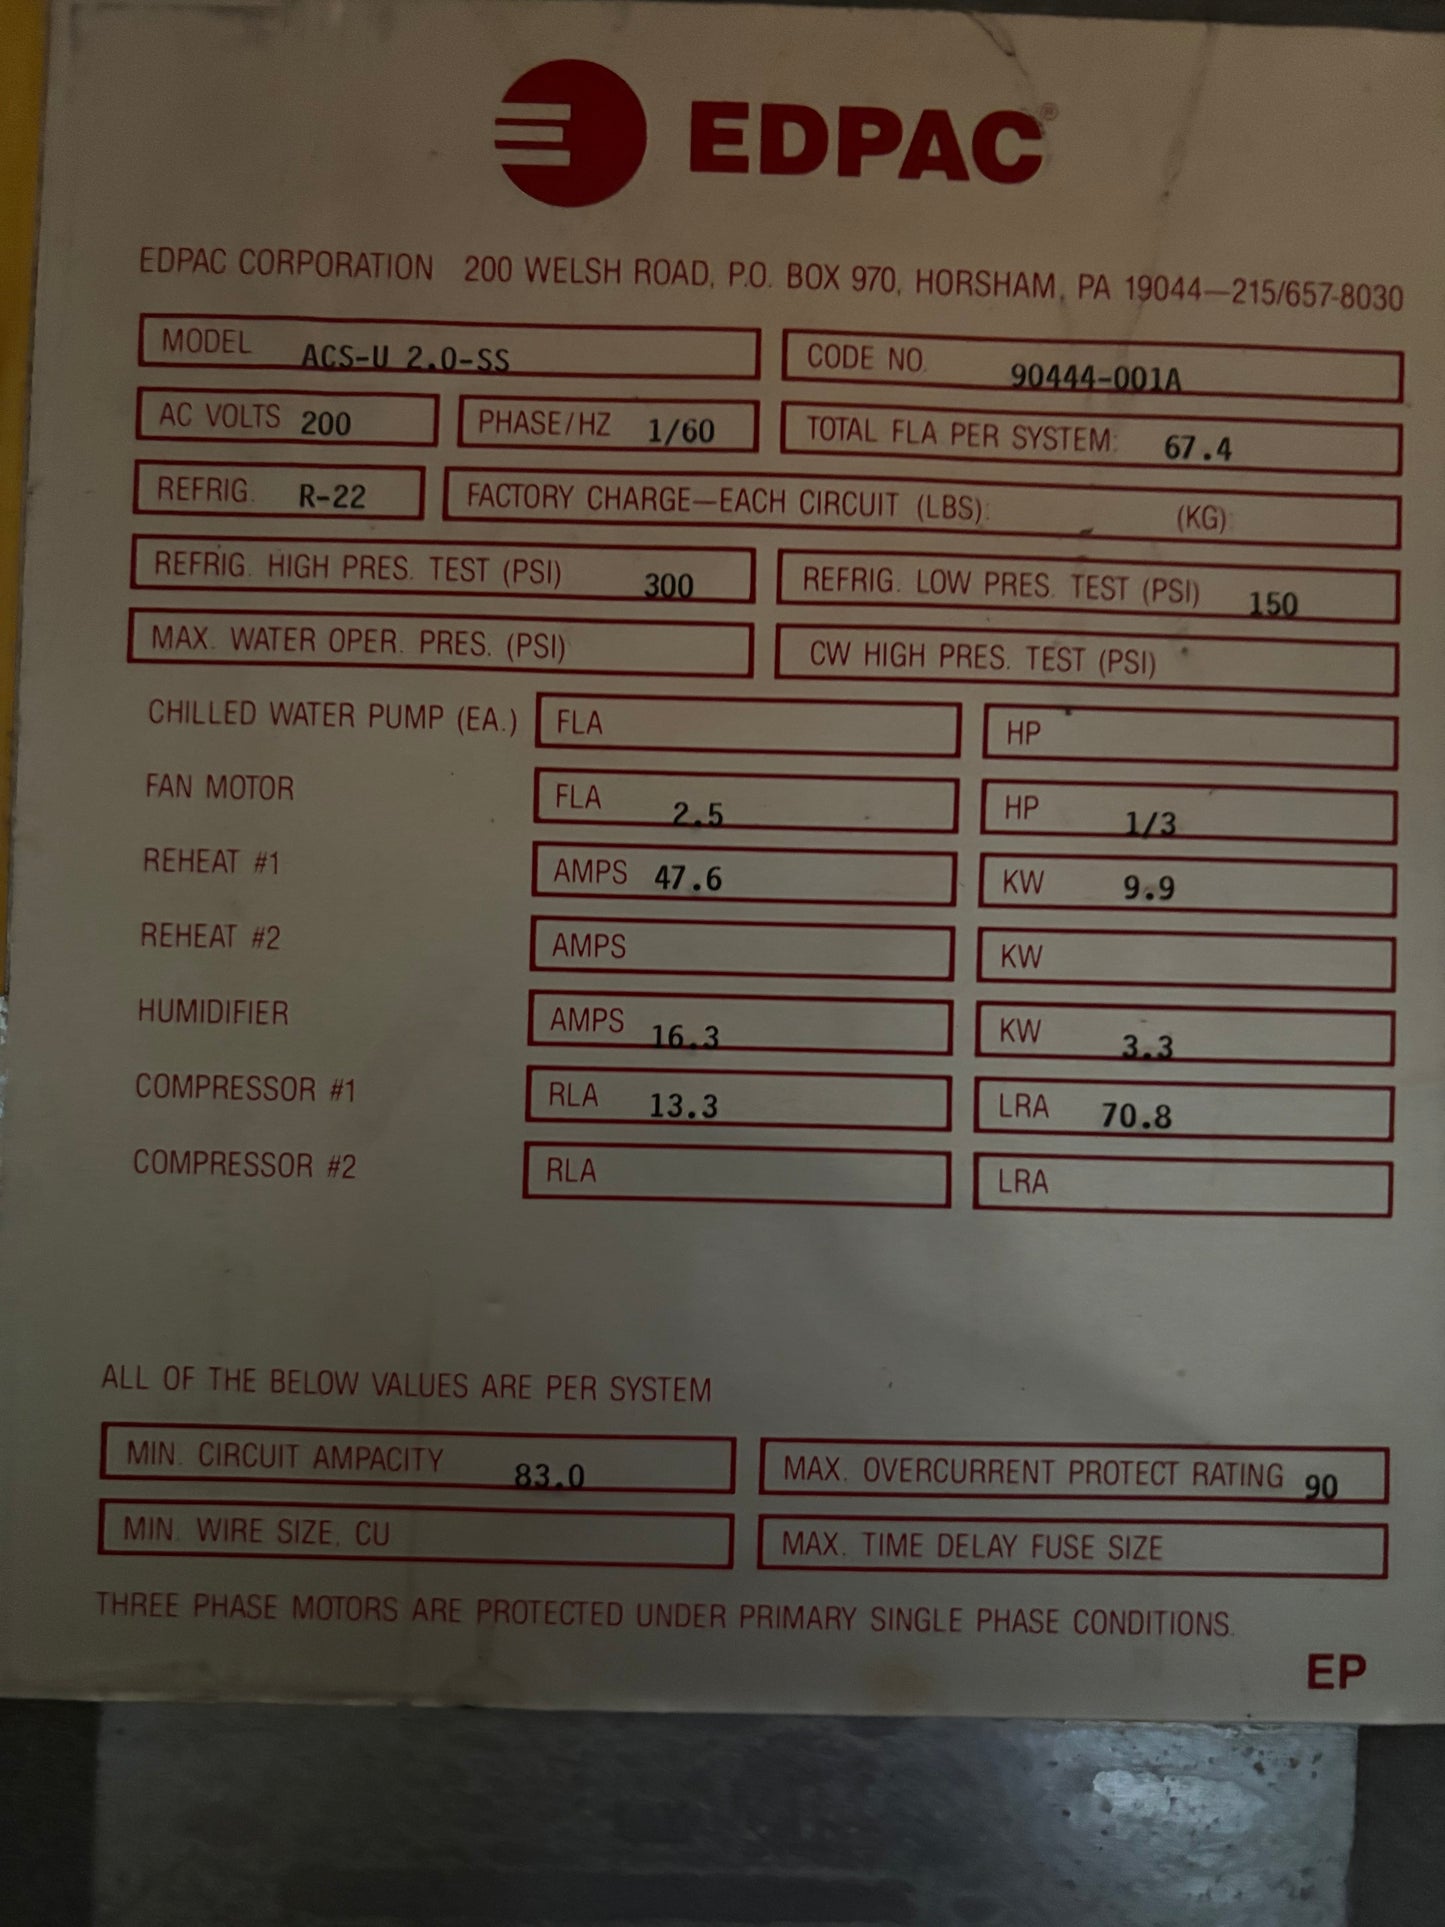 EDPAC®
EDPAC CORPORATION 200 WELSH ROAD, P.O. BOX 970, HORSHAM, PA 19044—215/657-8030
MODEL ACS-U 2.0-SS CODE NO. 90444-001A
AC VOLTS 200 PHASE/HZ 1/60 TOTAL FLA PER SYSTEM: 67.4
REFRIG. R-22 FACTORY CHARGE—EACH CIRCUIT (LBS): (KG):
REFRIG. HIGH PRES. TEST (PSI) 300 REFRIG. LOW PRES. TEST (PSI) 150
MAX. WATER OPER. PRES. (PSI) CW HIGH PRES. TEST (PSI)
CHILLED WATER PUMP (EA.) FLA HP
FAN MOTOR FLA 2.5 HP 1/3
REHEAT #1 AMPS 47.6 KW 9.9
REHEAT #2 AMPS KW
HUMIDIFIER AMPS 16.3 KW 3.3
COMPRESSOR #1 RLA 13.3 LRA 70.8
COMPRESSOR #2 RLA LRA
ALL OF THE BELOW VALUES ARE PER SYSTEM
MIN. CIRCUIT AMPACITY 83.0 MAX. OVERCURRENT PROTECT RATING 90
MIN. WIRE SIZE, CU MAX. TIME DELAY FUSE SIZE
THREE PHASE MOTORS ARE PROTECTED UNDER PRIMARY SINGLE PHASE CONDITIONS.
EP